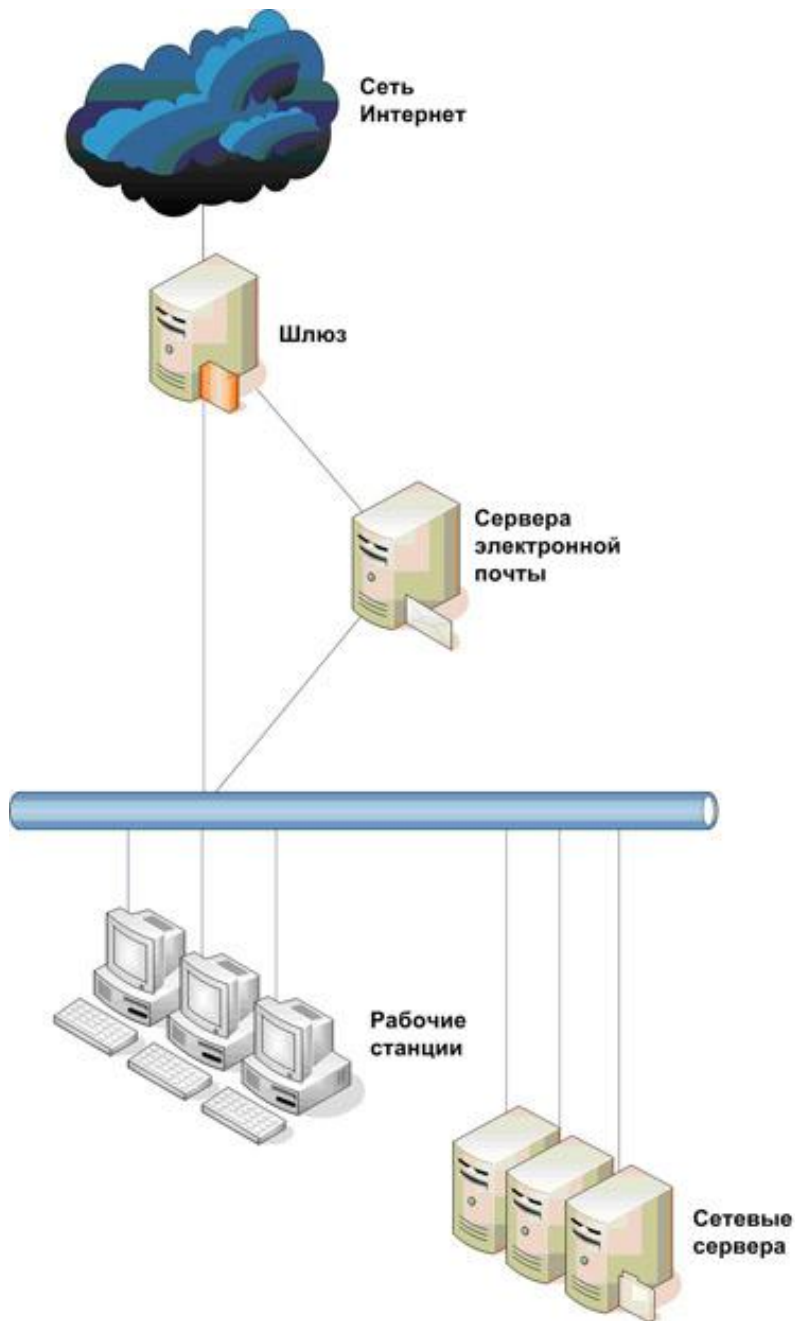 Сеть
Интернет
Шлюз
Сервера
электронной
почты
Рабочие
станции
Сетевые
сервера